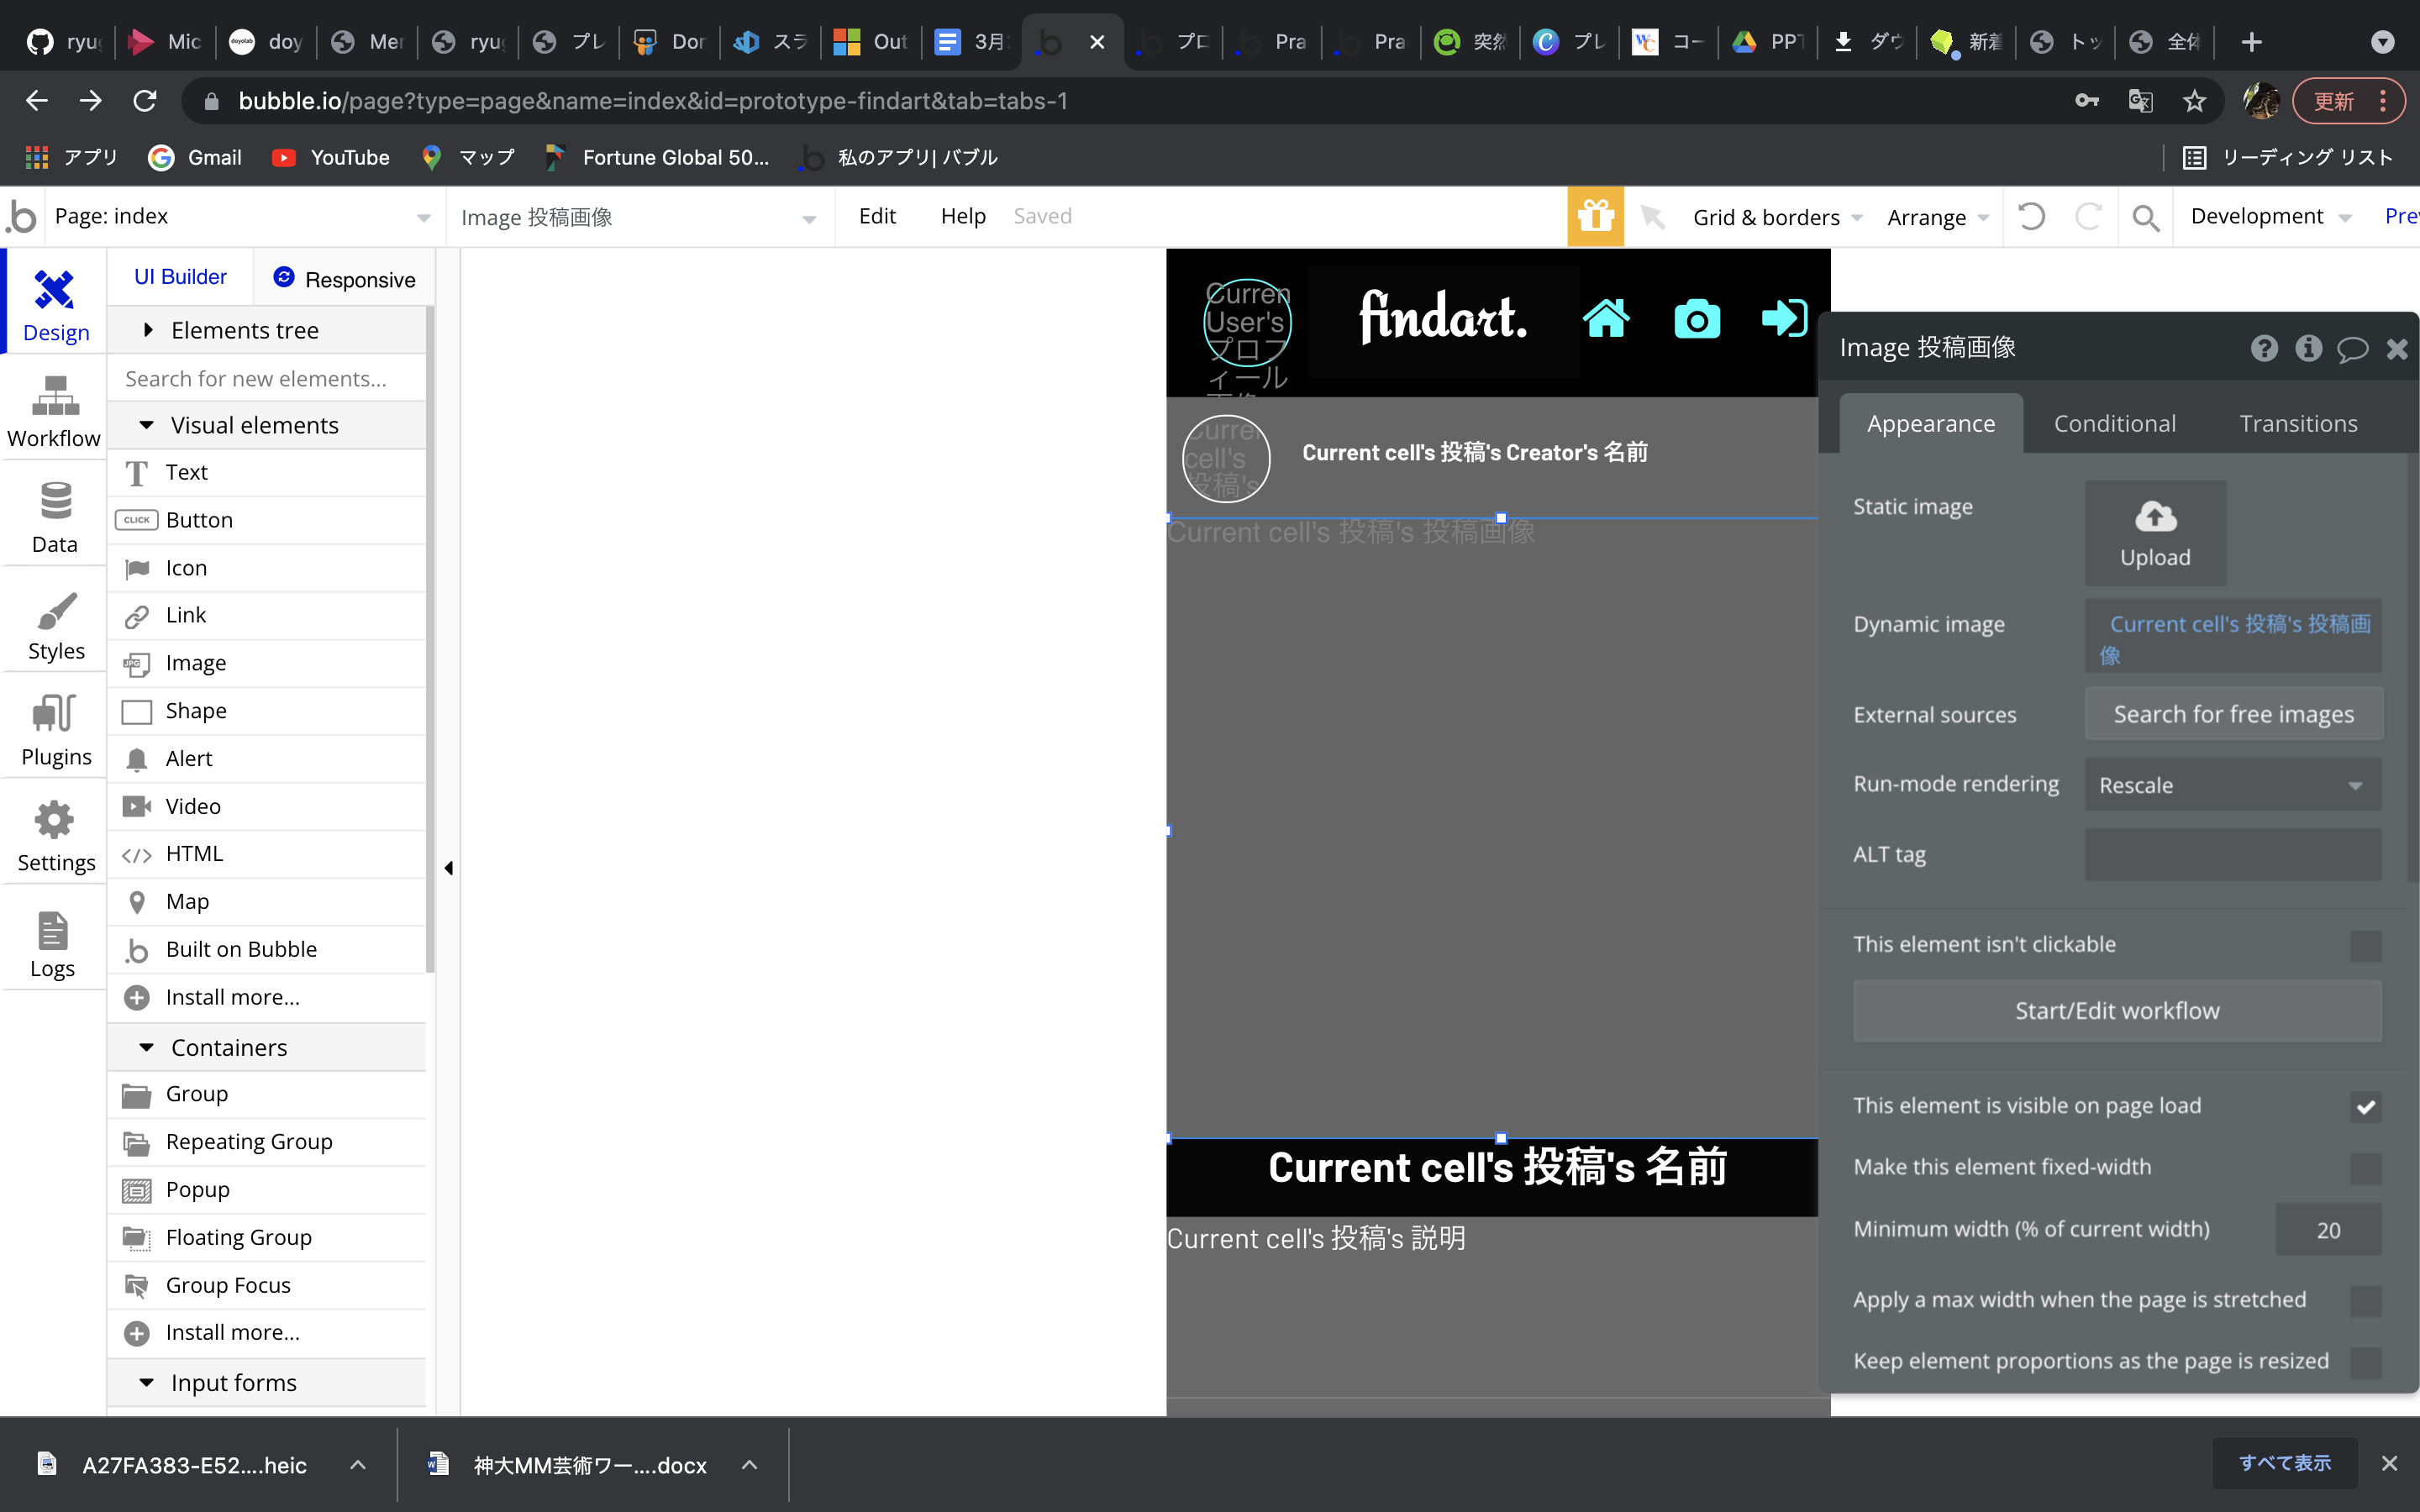 ryug
Mic
doy
Mer
ryug
プレ
Dor
スラ
Out
3月
プロ
Pra
Pra
突然
プレ
コー
PPT
ダウ
新着
トッ
全体
bubble.io/page?type=page&name=index&id=prototype-findart&tab=tabs-1
更新
アプリ
Gmail
YouTube
マップ
Fortune Global 50...
私のアプリ| バブル
リーディング リスト
Page: index
Image 投稿画像
Edit
Help
Saved
Grid & borders
Arrange
Development
Design
Workflow
Data
Styles
Plugins
Settings
Logs
UI Builder
Responsive
Elements tree
Search for new elements...
Visual elements
Text
CLICK
Button
Icon
Link
Image
Shape
Alert
Video
HTML
Map
Built on Bubble
Install more...
Containers
Group
Repeating Group
Popup
Floating Group
Group Focus
Install more...
Input forms
Curren
User's
プロフ
ィール
findart.
cell's
投稿's
Current cell's 投稿's Creator's 名前
Current cell's 投稿's 投稿画像
Current cell's 投稿's 名前
Current cell's 投稿's 説明
Image 投稿画像
Appearance
Conditional
Transitions
Static image
Upload
Dynamic image
Current cell's 投稿's 投稿画
像
External sources
Search for free images
Run-mode rendering
Rescale
ALT tag
This element isn't clickable
Start/Edit workflow
This element is visible on page load
Make this element fixed-width
Minimum width (% of current width)
20
Apply a max width when the page is stretched
Keep element proportions as the page is resized
A27FA383-E52....heic
神大MM芸術ワー....docx
すべて表示